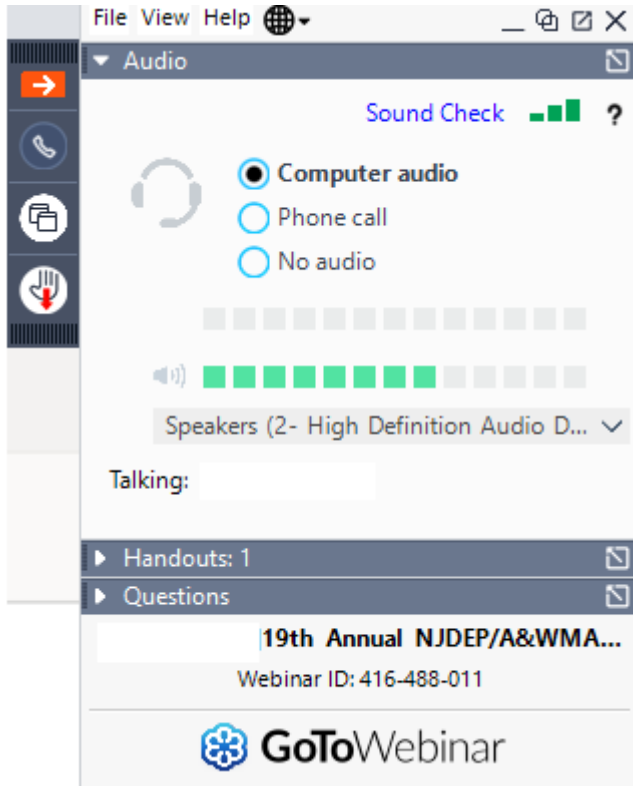 File View Help
Audio
Sound Check ?
Computer audio
Phone call
No audio
Speakers (2- High Definition Audio D...
Talking:
Handouts: 1
Questions
19th Annual NJDEP/A&WMA...
Webinar ID: 416-488-011
GoToWebinar